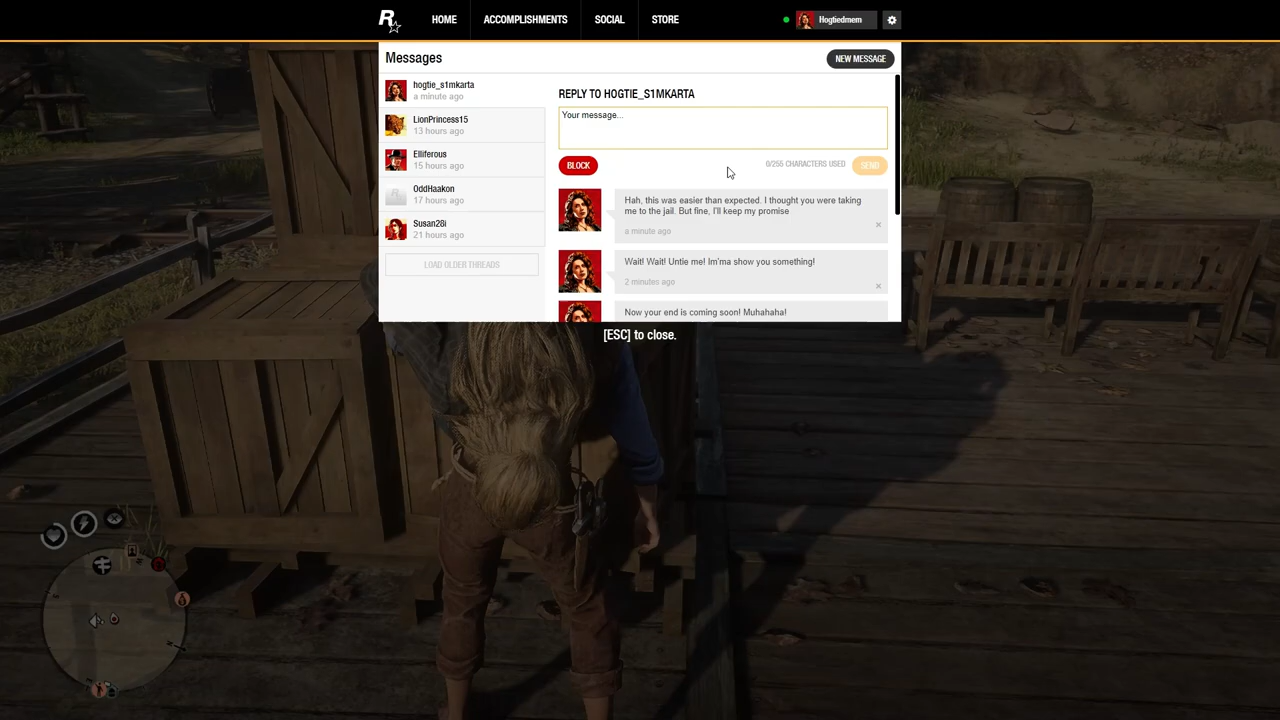 R
HOME
ACCOMPLISHMENTS
SOCIAL
STORE
Hogtiedmem
Messages
NEW MESSAGE
hogtie_s1mkarta
a minute ago
LionPrincess15
13 hours ago
Elliferous
15 hours ago
OddHaakon
17 hours ago
Susan28i
21 hours ago
LOAD OLDER THREADS
REPLY TO HOGTIE_S1MKARTA
Your message...
BLOCK
0/255 CHARACTERS USED
SEND
Hah, this was easier than expected. I thought you were taking
me to the jail. But fine, I'll keep my promise
a minute ago
Wait! Wait! Untie me! Im'ma show you something!
2 minutes ago
Now your end is coming soon! Muhahaha!
[ESC] to close.